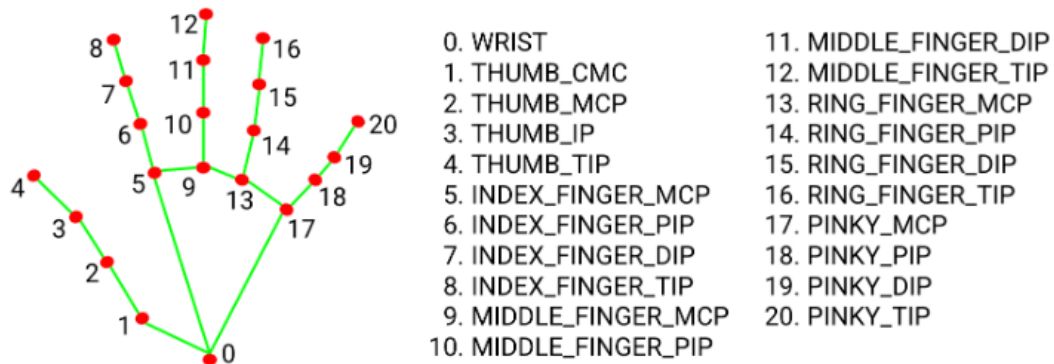 12
8
16
11
7
15
10
6
20
14
19
5
9
13
18
4
17
3
2
1
0
0. WRIST
1. THUMB_CMC
2. THUMB_MCP
3. THUMB_IP
4. THUMB_TIP
5. INDEX_FINGER_MCP
6. INDEX_FINGER_PIP
7. INDEX_FINGER_DIP
8. INDEX_FINGER_TIP
9. MIDDLE_FINGER_MCP
10. MIDDLE_FINGER_PIP
11. MIDDLE_FINGER_DIP
12. MIDDLE_FINGER_TIP
13. RING_FINGER_MCP
14. RING_FINGER_PIP
15. RING_FINGER_DIP
16. RING_FINGER_TIP
17. PINKY_MCP
18. PINKY_PIP
19. PINKY_DIP
20. PINKY_TIP